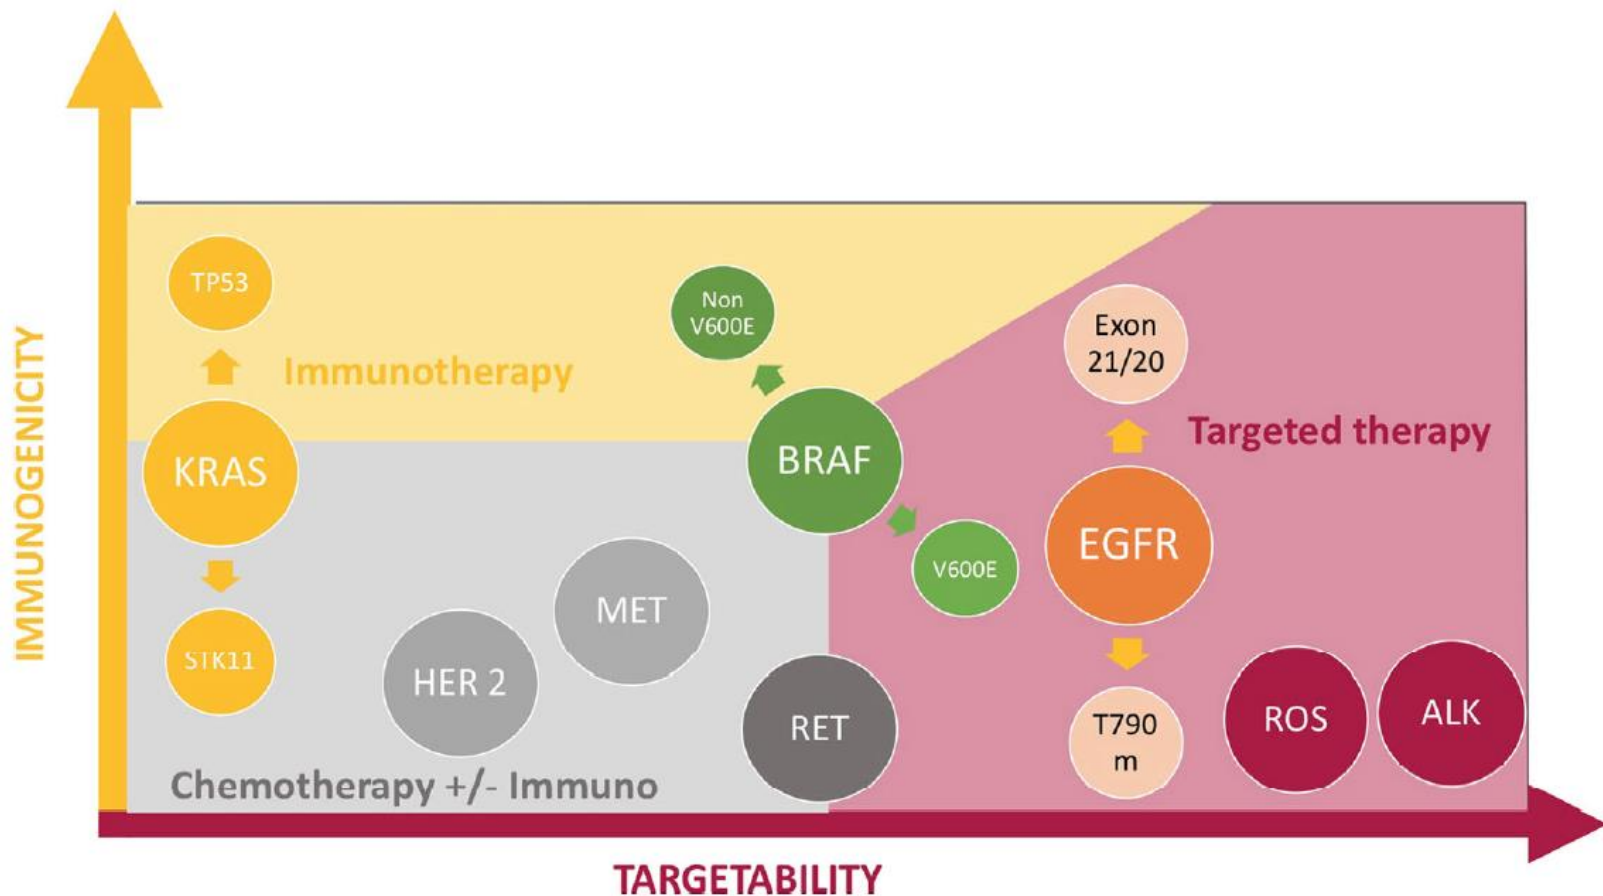 IMMUNOGENICITY
TP53
Non
V600E
Exon
21/20
Immunotherapy
Targeted therapy
KRAS
BRAF
EGFR
V600E
MET
STK11
HER 2
RET
T790
m
ROS
ALK
Chemotherapy +/- Immuno
TARGETABILITY